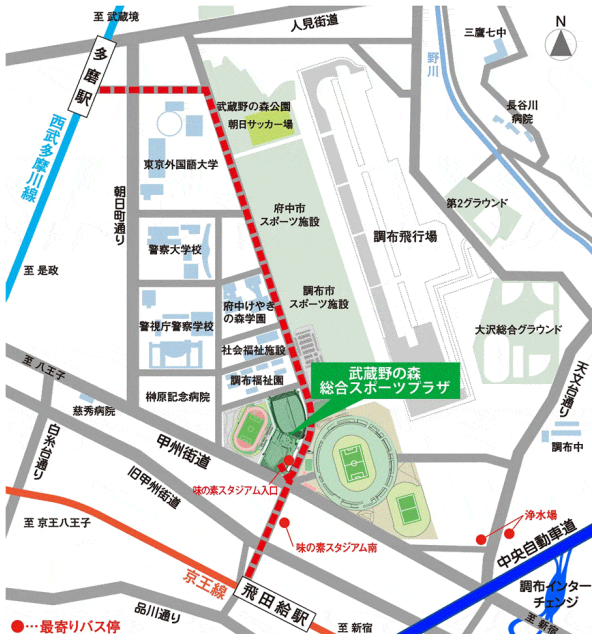 至 武蔵境
人見街道
N
三鷹七中
多磨駅
野川
武蔵野の森公園
朝日サッカー場
長谷川
病院
東京外国語大学
西武多摩川線
朝日町通り
府中市
スポーツ施設
第2グラウンド
調布飛行場
警察大学校
至 是政
調布市
スポーツ施設
府中けやき
の森学園
警視庁警察学校
大沢総合グラウンド
社会福祉施設
至 八王子
武蔵野の森
総合スポーツプラザ
調布福祉園
榊原記念病院
天文台通り
慈秀病院
甲州街道
白糸台通り
調布中
旧甲州街道
味の素スタジアム入口
浄水場
至 京王八王子
味の素スタジアム南
中央自動車道
京王線
飛田給駅
調布インター
チェンジ
品川通り
●…最寄りバス停
至 新宿
至 新宿